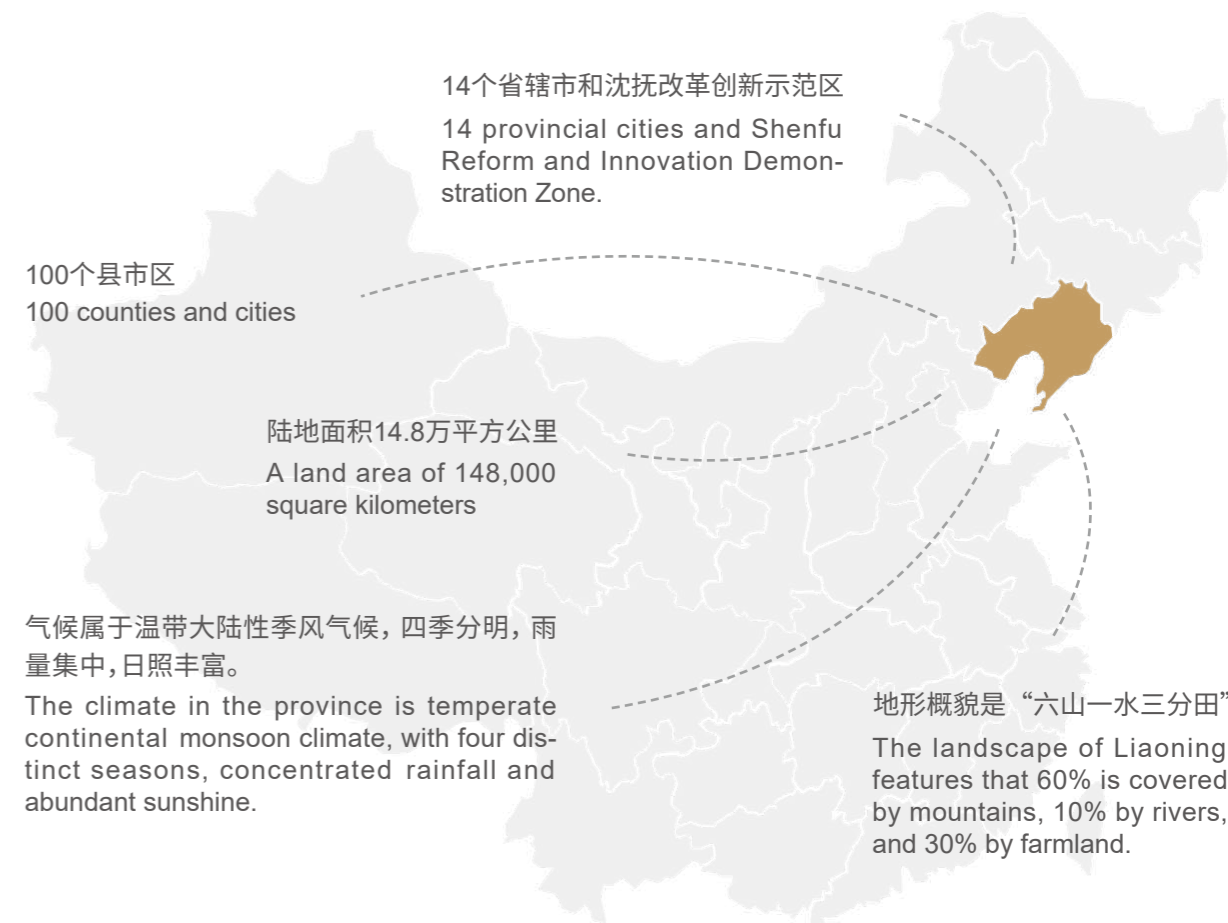 14个省辖市和沈抚改革创新示范区
14 provincial cities and Shenfu
Reform and Innovation Demon-
stration Zone.
100个县市区
100 counties and cities
陆地面积14.8万平方公里
A land area of 148,000
square kilometers
气候属于温带大陆性季风气候，四季分明，雨
量集中，日照丰富。
The climate in the province is temperate
continental monsoon climate, with four dis-
tinct seasons, concentrated rainfall and
abundant sunshine.
地形概貌是“六山一水三分田”
The landscape of Liaoning
features that 60% is covered
by mountains, 10% by rivers,
and 30% by farmland.